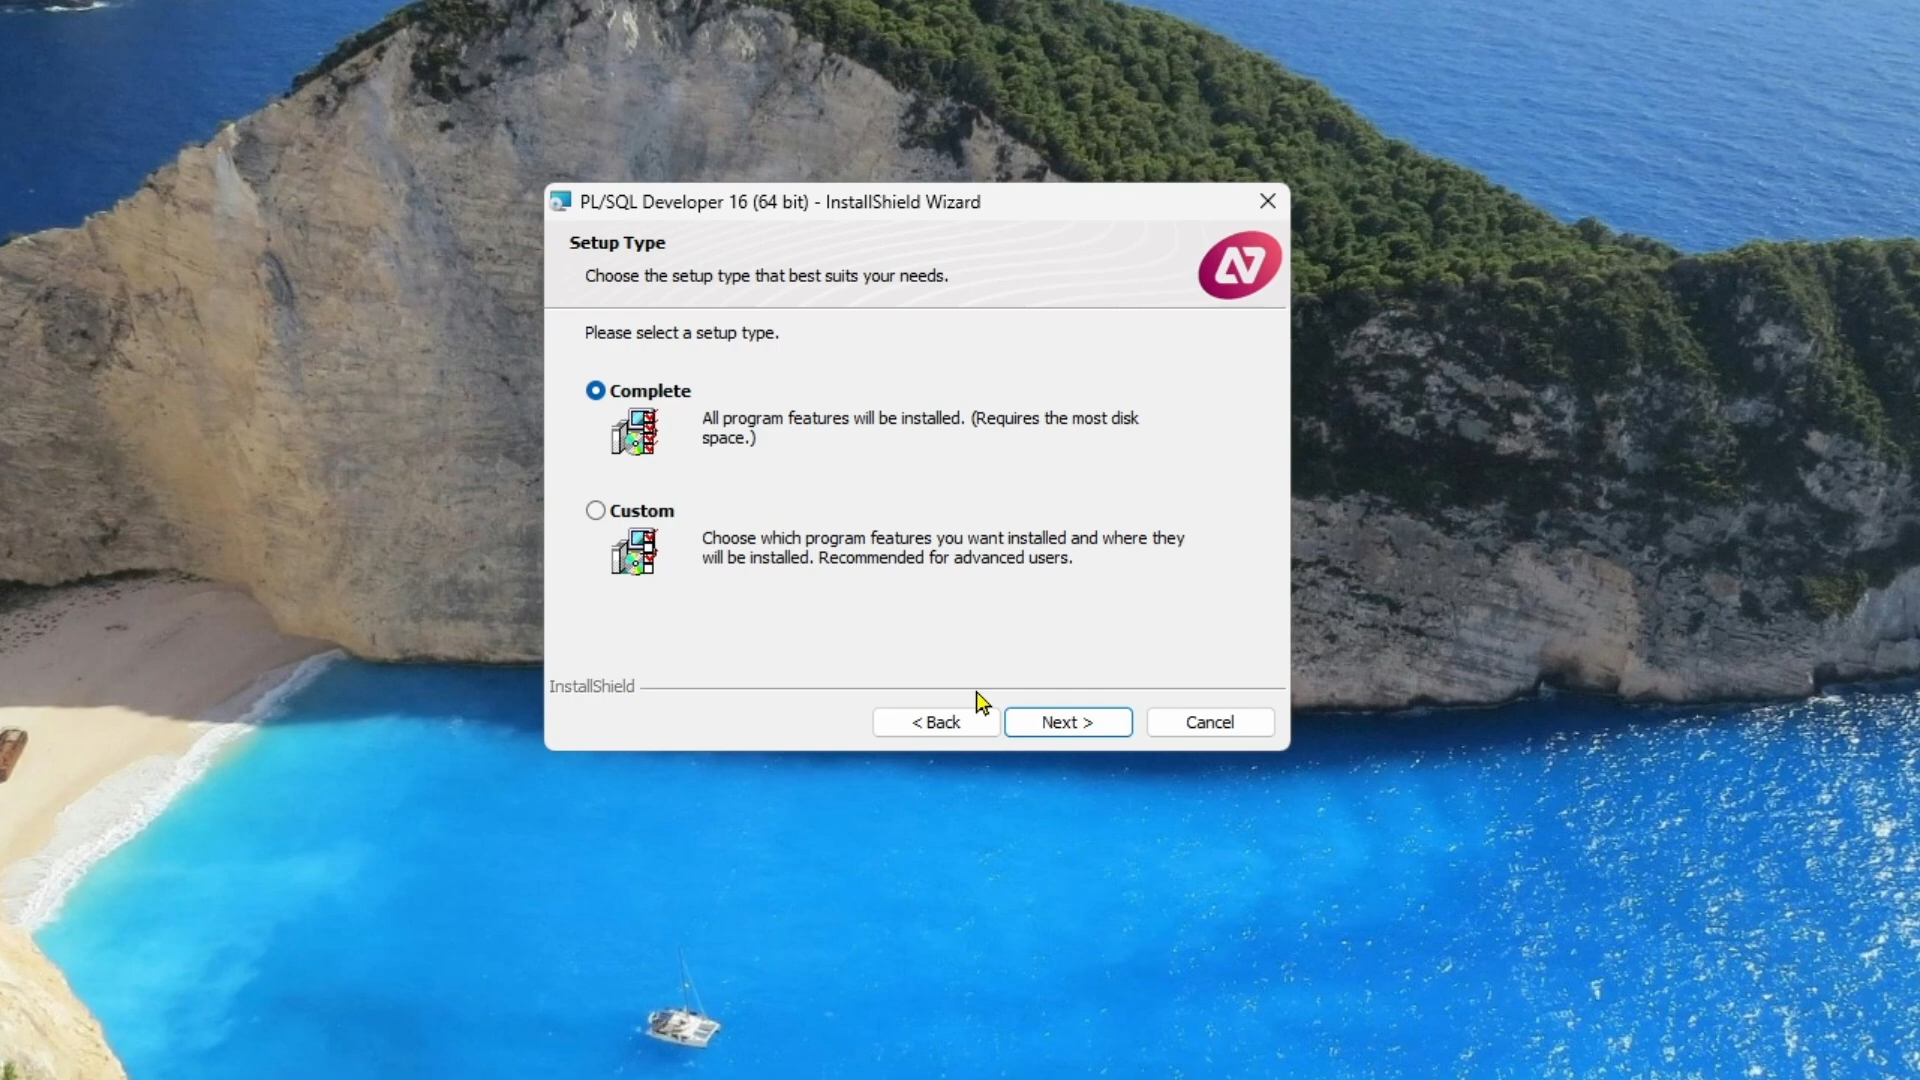 PL/SQL Developer 16 (64 bit) - InstallShield Wizard
Setup Type
Choose the setup type that best suits your needs.
Please select a setup type.
Complete
All program features will be installed. (Requires the most disk
space.)
Custom
Choose which program features you want installed and where they
will be installed. Recommended for advanced users.
InstallShield
< Back
Next >
Cancel